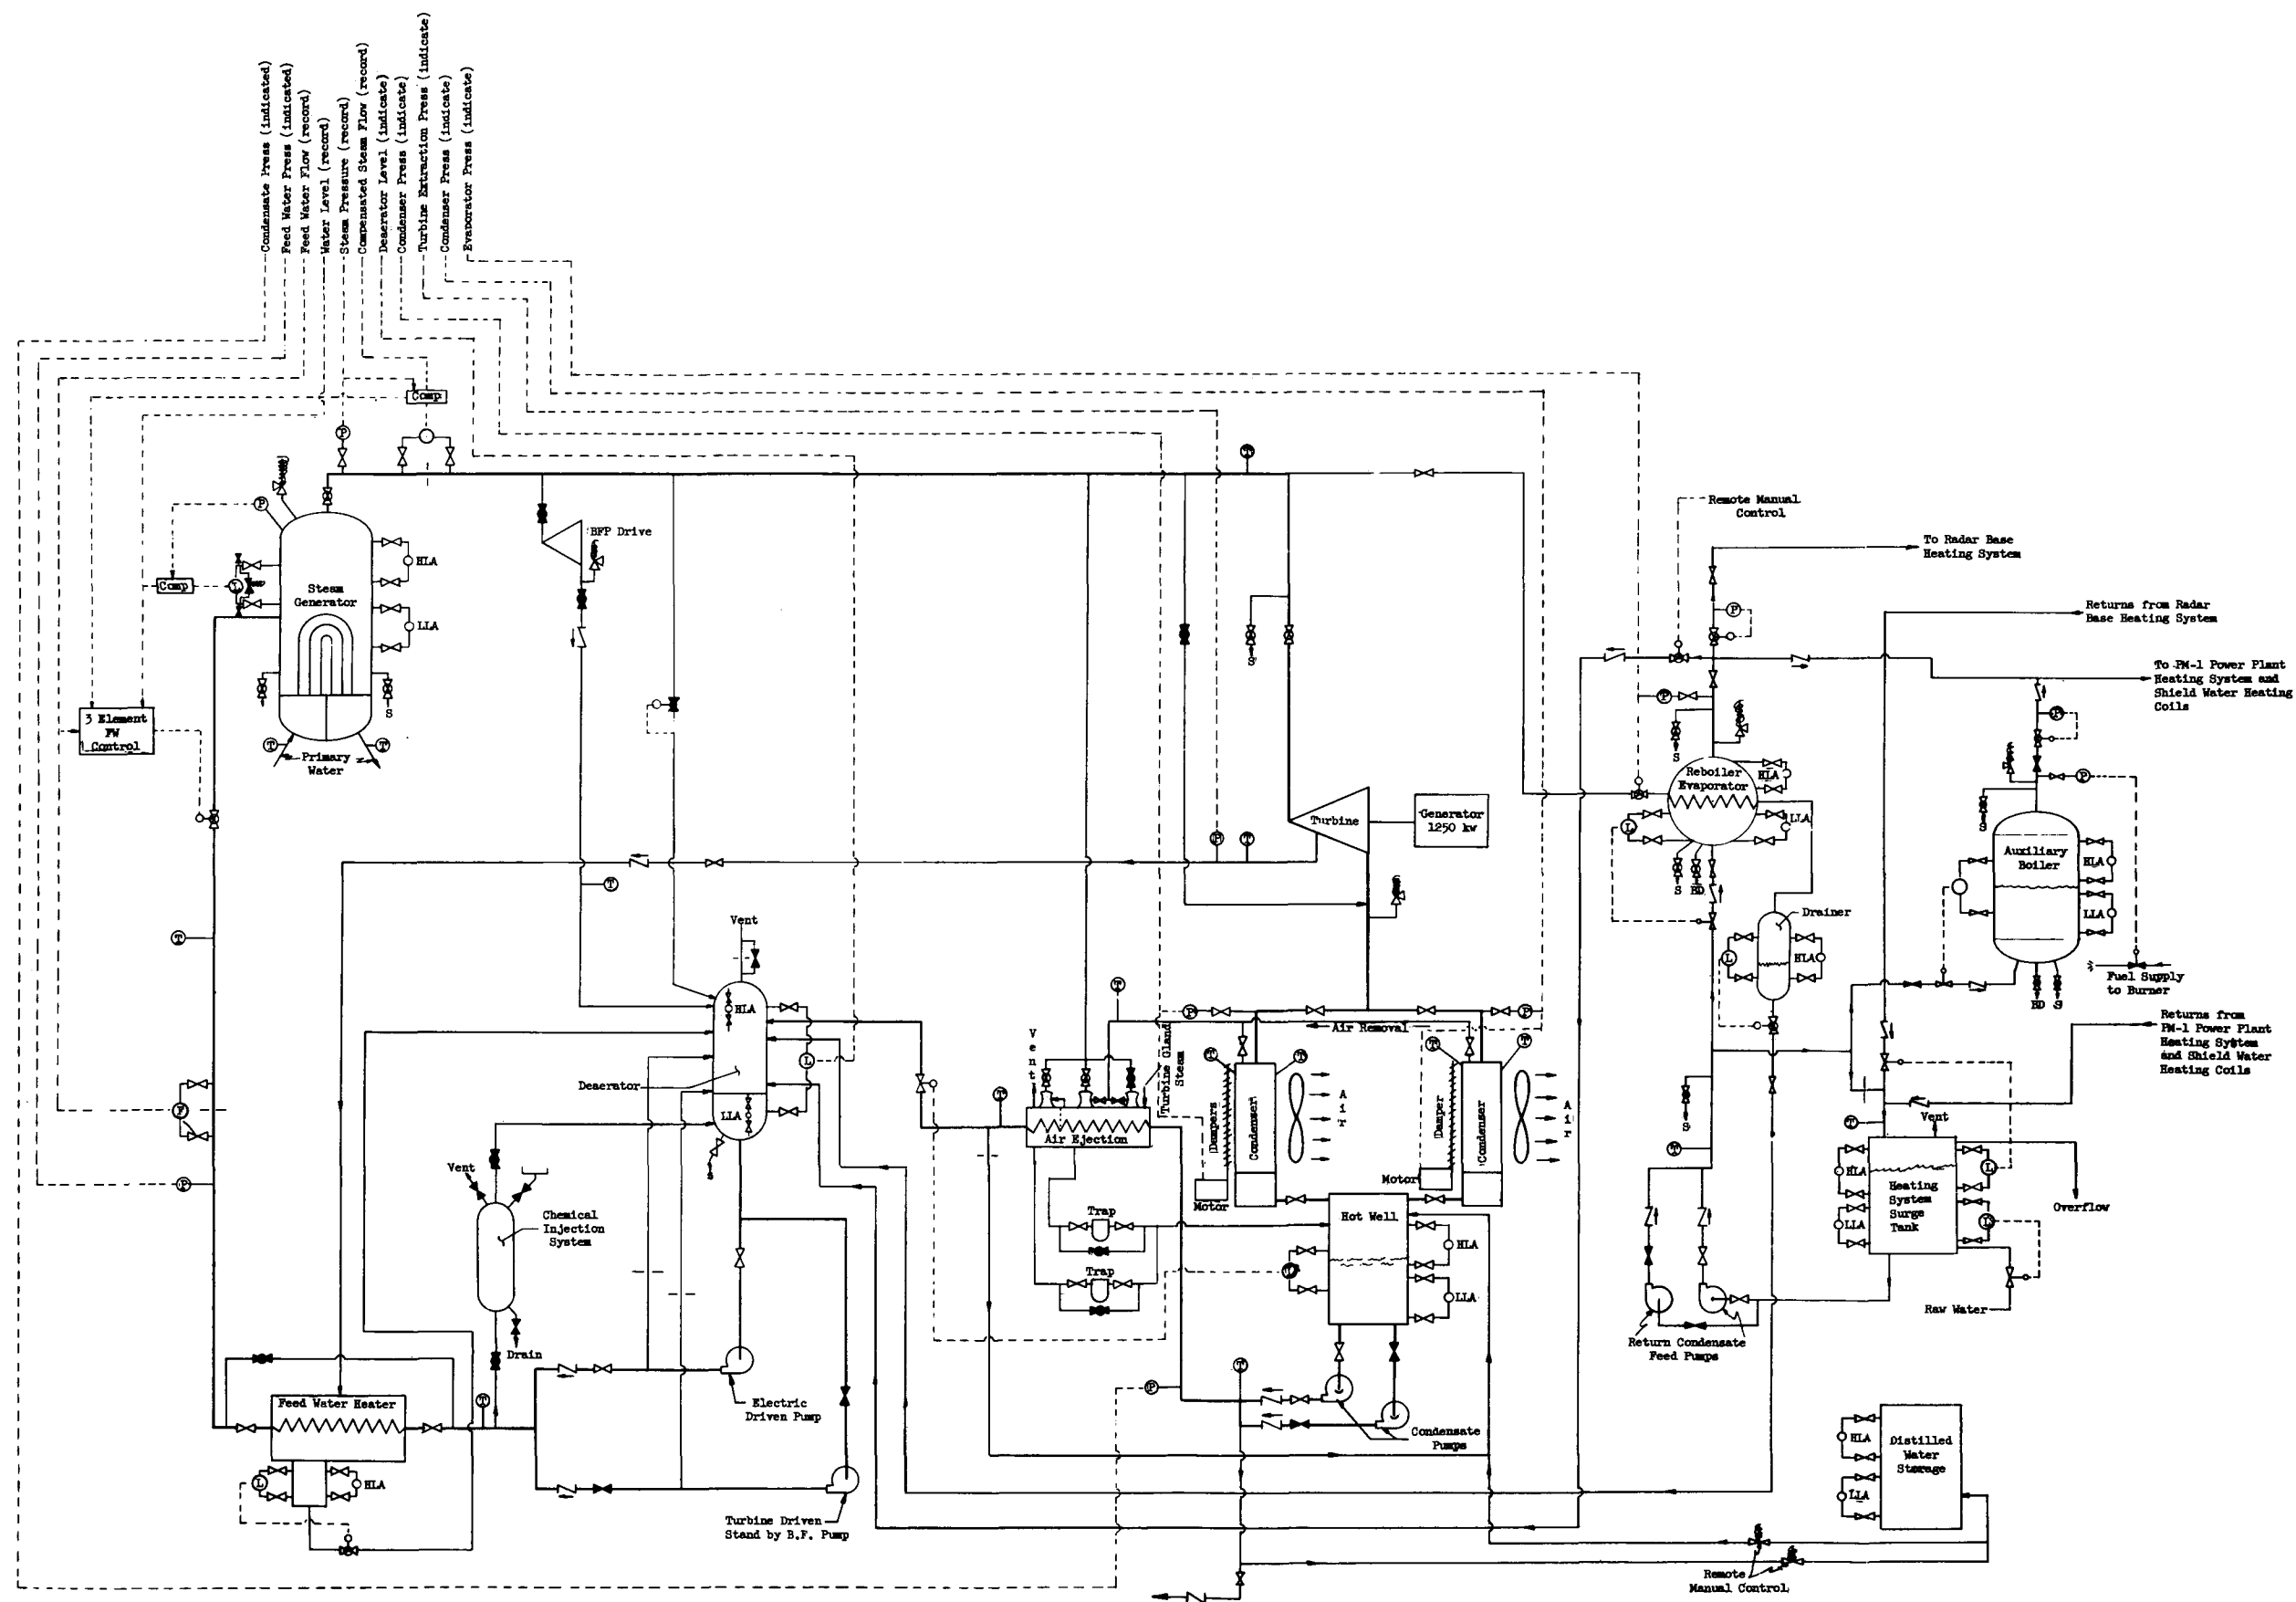 Condensate Press (indicated)
Feed Water Press (indicated)
Feed Water Flow (record)
Water Level (record)
Steam Pressure (record)
Compensated Steam Flow (record)
Deaerator Level (indicate)
Condenser Press (indicate)
Turbine Extraction Press (indicate)
Condenser Press (indicate)
Evaporator Press (indicate)
Comp
P
T
P
BFP Drive
Remote Manual
Control
To Radar Base
Heating System
HLA
Comp
L
Steam
Generator
LLA
P
Returns from Radar
Base Heating System
S
S
To PM-1 Power Plant
Heating System and
Shield Water Heating
Coils
P
P
3 Element
FW
Control
T
T
Primary
Water
S
Reboiler
Evaporator
HLA
P
Turbine
Generator
1250 kw
L
LLA
S
P
T
Auxiliary
Boiler
HLA
T
S
BD
LLA
Vent
Drainer
T
L
HLA
Fuel Supply
to Burner
BD
S
HLA
T
P
P
Air Removal
Returns from
PM-1 Power Plant
Heating System
and Shield Water
Heating Coils
Vent
Turbine Gland
Steam
T
T
T
T
L
Deaerator
T
Dampers
Condenser
Air
Damper
Condenser
Air
F
LLA
Air Ejection
S
T
Vent
T
P
Vent
S
Motor
Motor
HLA
L
Heating
System
Surge
Tank
Overflow
Chemical
Injection
System
Trap
Hot Well
HLA
LLA
L
Trap
LLA
Raw Water
Drain
Return Condensate
Feed Pumps
T
P
Feed Water Heater
T
Electric
Driven Pump
Condensate
Pumps
HLA
Distilled
Water
Storage
LLA
L
HLA
Turbine Driven
Stand by B.F. Pump
Remote
Manual Control